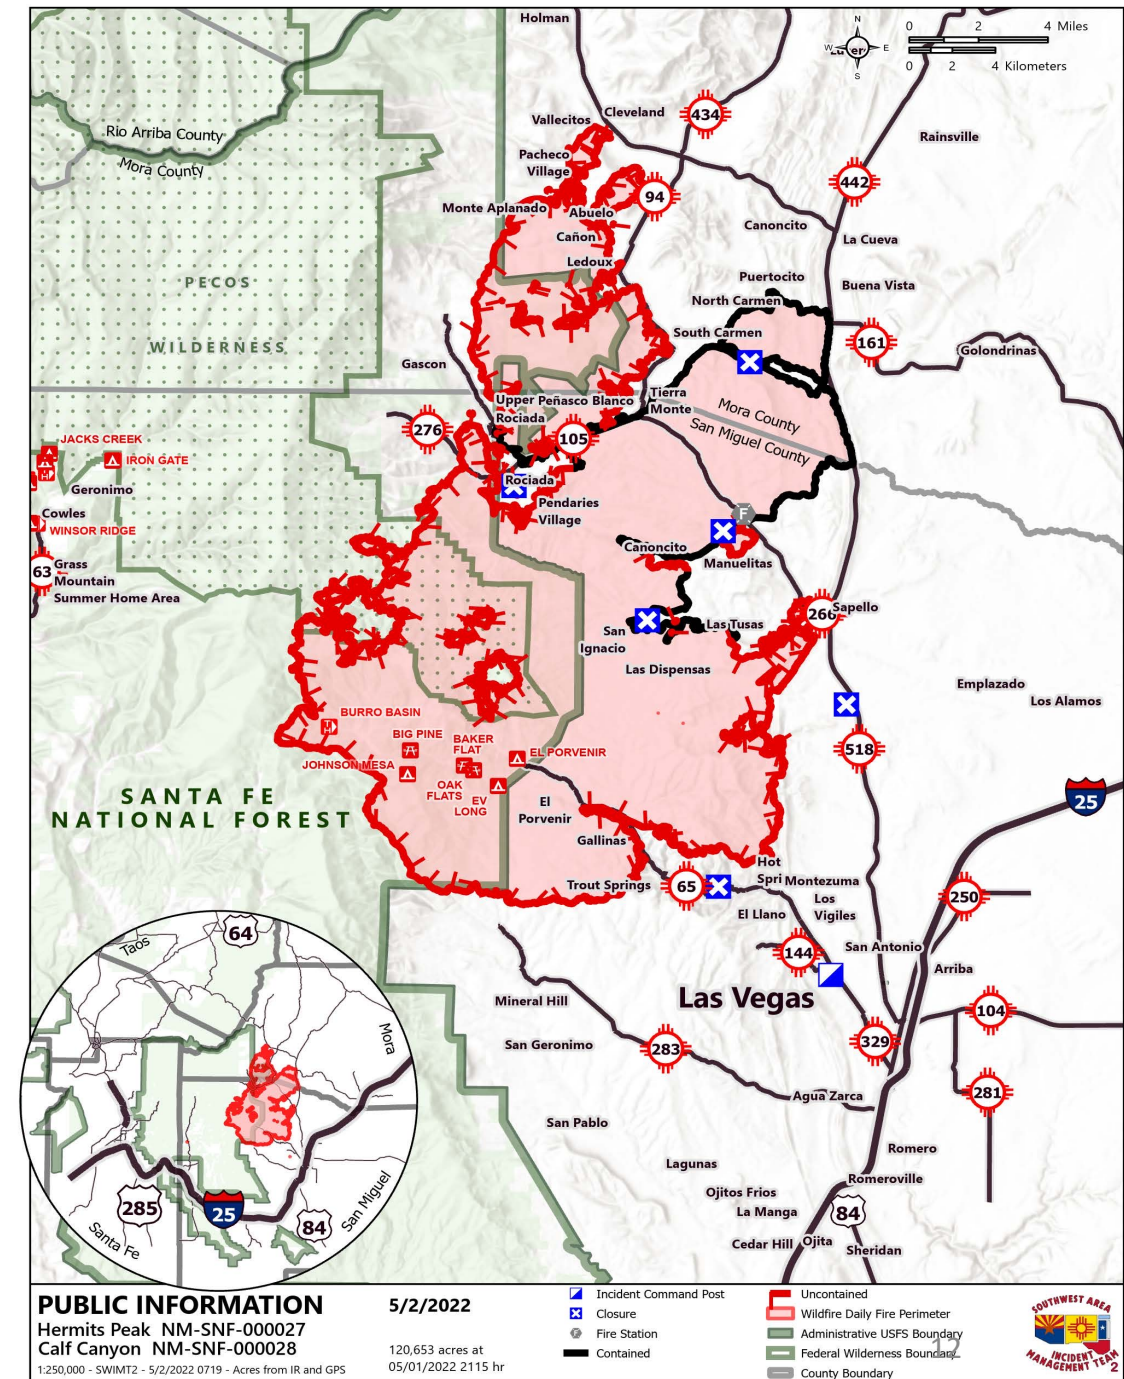 Holman
N
W
E
S
0 2 4 Miles
0 2 4 Kilometers
Cleveland
Vallecitos
434
Rainsville
Rio Arriba County
Mora County
Pacheco
Village
94
442
Monte Aplanado
Abuelo
Canoncito
Cañon
La Cueva
Ledoux
PECOS
WILDERNESS
Puertocito
Buena Vista
North Carmen
South Carmen
161
Golondrinas
Gascon
Tierra
Monte
Upper
Rociada
Peñasco Blanco
Mora County
San Miguel County
276
105
JACKS CREEK
IRON GATE
Geronimo
Rociada
Pendaries
Village
Cowles
WINSOR RIDGE
F
Canoncito
Manuelitas
63
Grass
Mountain
Summer Home Area
266
Sapello
San
Ignacio
Las Tusas
Las Dispensas
Emplazado
Los Alamos
BURRO BASIN
BIG PINE
BAKER
FLAT
EL PORVENIR
518
JOHNSON MESA
OAK
FLATS
EV
LONG
El
Porvenir
25
SANTA FE
NATIONAL FOREST
Gallinas
Hot
Spri
Trout Springs
65
Montezuma
Los
Vigiles
250
El Llano
144
San Antonio
Arriba
Las Vegas
Mineral Hill
104
San Geronimo
283
329
281
Agua Zarca
San Pablo
Romero
Lagunas
Romeroville
Ojitos Frios
La Manga
84
Cedar Hill
Ojita
Sheridan
64
Taos
Mora
285
25
84
San Miguel
Santa Fe
PUBLIC INFORMATION
Hermits Peak NM-SNF-000027
Calf Canyon NM-SNF-000028
1:250,000 - SWIMT2 - 5/2/2022 0719 - Acres from IR and GPS
5/2/2022
120,653 acres at
05/01/2022 2115 hr
Incident Command Post
Closure
F Fire Station
Contained
Uncontained
Wildfire Daily Fire Perimeter
Administrative USFS Boundary
Federal Wilderness Boundary
County Boundary
12
SOUTHWEST AREA
INCIDENT
MANAGEMENT TEAM
2